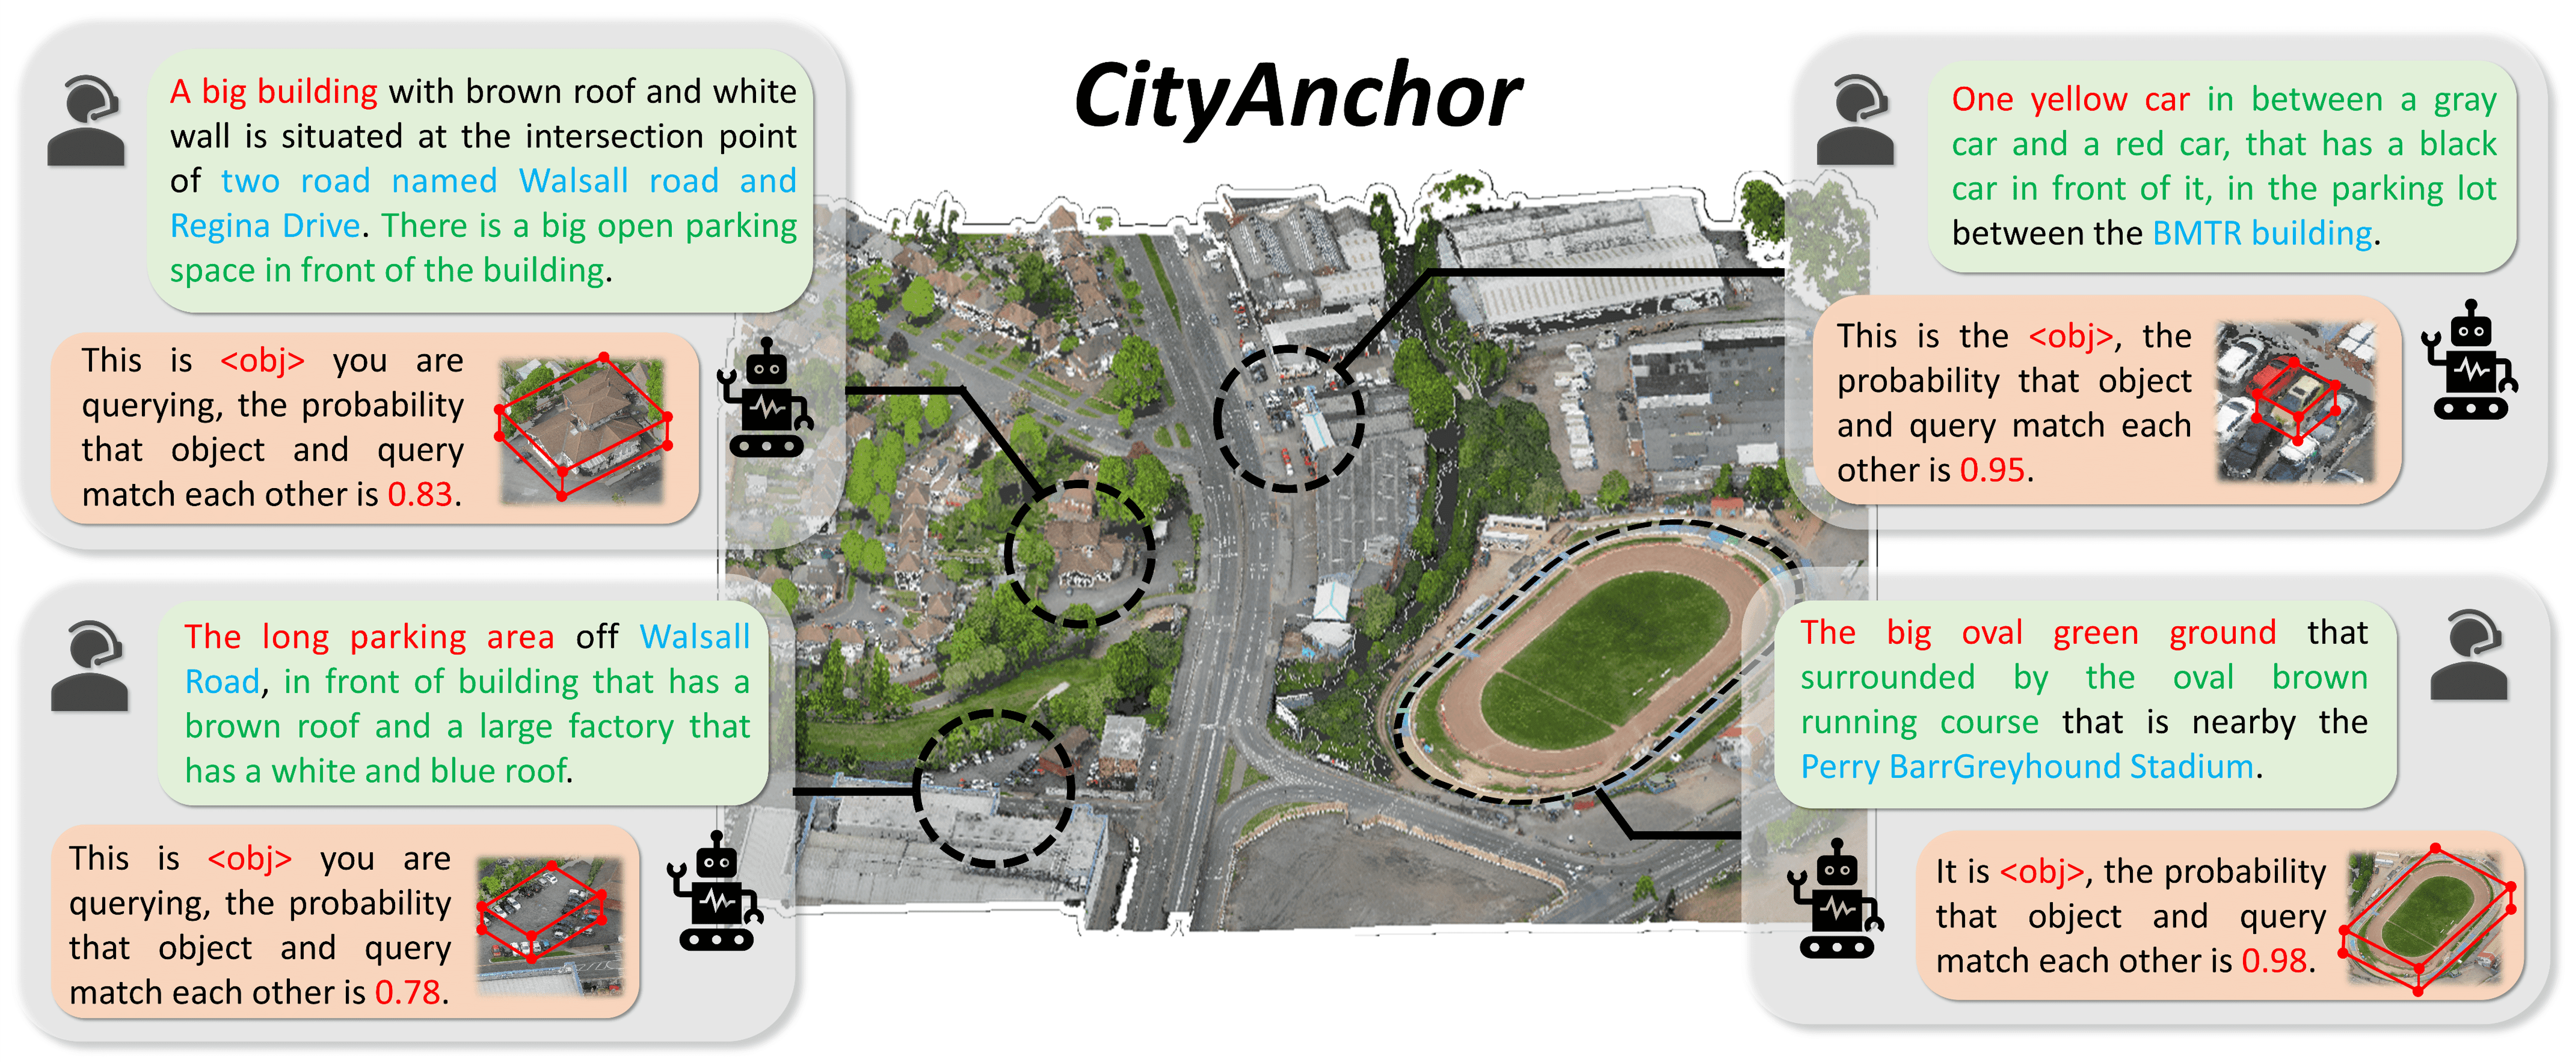 CityAnchor
A big building with brown roof and white
wall is situated at the intersection point
of two road named Walsall road and
Regina Drive. There is a big open parking
space in front of the building.
This is <obj> you are
querying, the probability
that object and query
match each other is 0.83.
The long parking area off Walsall
Road, in front of building that has a
brown roof and a large factory that
has a white and blue roof.
This is <obj> you are
querying, the probability
that object and query
match each other is 0.78.
One yellow car in between a gray
car and a red car, that has a black
car in front of it, in the parking lot
between the BMTR building.
This is the <obj>, the
probability that object
and query match each
other is 0.95.
The big oval green ground that
surrounded by the oval brown
running course that is nearby the
Perry BarrGreyhound Stadium.
It is <obj>, the probability
that object and query
match each other is 0.98.